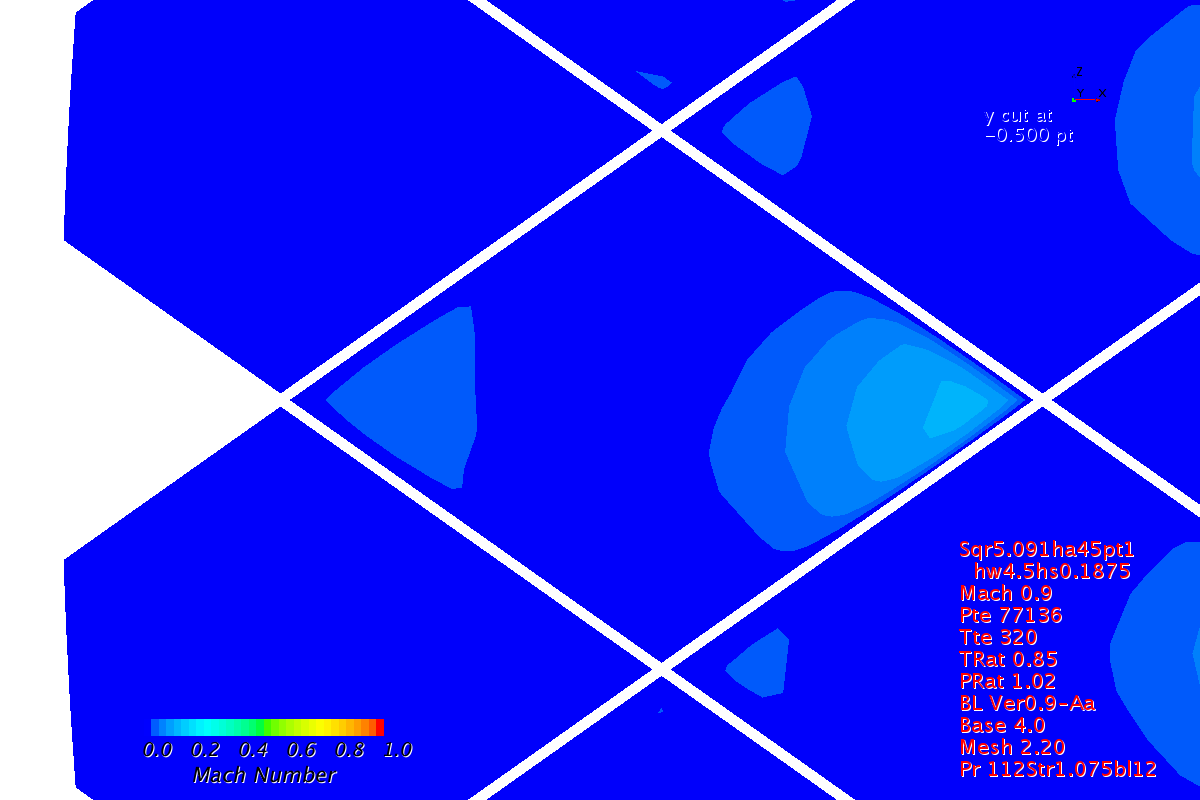 Z
Y X
y cut at
−0.500 pt
Sqr5.091ha45pt1
hw4.5hs0.1875
Mach 0.9
Pte 77136
Tte 320
TRat 0.85
PRat 1.02
BL Ver0.9−Aa
Base 4.0
Mesh 2.20
Pr 112Str1.075bl12
0.0 0.2 0.4 0.6 0.8 1.0
Mach Number